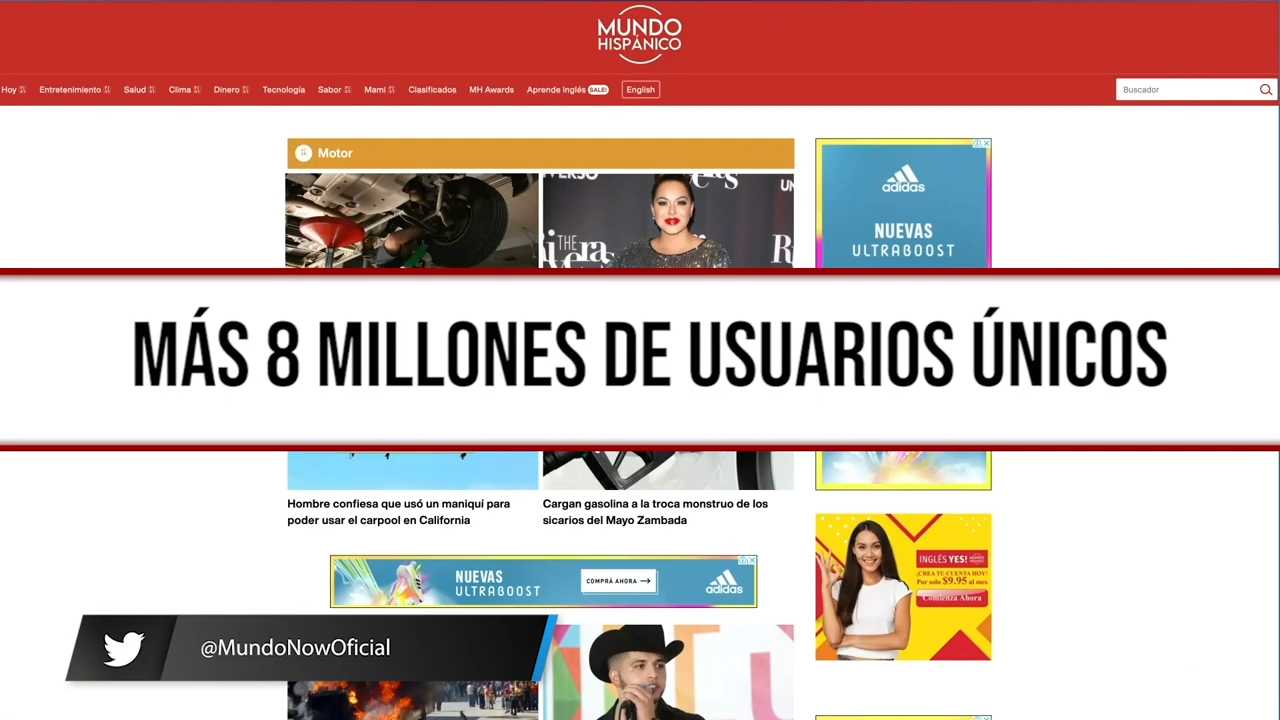 MUNDO
HISPÁNICO
Hoy
Entretenimiento
Salud
Clima
Dinero
Tecnología
Sabor
Mami
Clasificados
MH Awards
Aprende Inglés SALE!
English
Buscador
Motor
THE
Rivera
adidas
NUEVAS
ULTRABOOST
MÁS 8 MILLONES DE USUARIOS ÚNICOS
Hombre confiesa que usó un maniquí para
poder usar el carpool en California
Cargan gasolina a la troca monstruo de los
sicarios del Mayo Zambada
NUEVAS
ULTRABOOST
COMPRÁ AHORA
adidas
INGLÉS YES!
¡CREA TU CUENTA HOY!
Por solo $9.95 al mes
Comienza Ahora
@MundoNowOficial